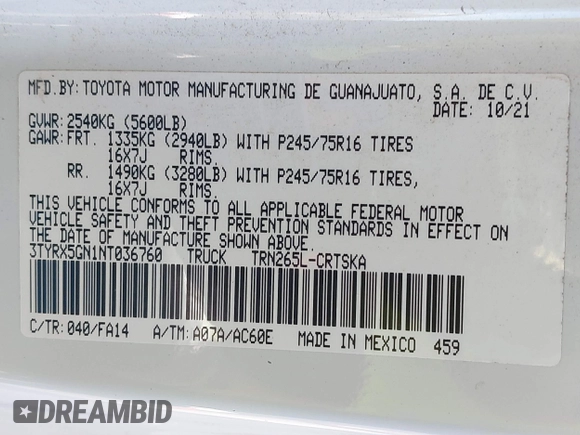 MFD.BY:TOYOTA MOTOR MANUFACTURING DE GUANAJUATO, S.A. DE C.V.
DATE: 10/21
GVWR:2540KG (5600LB)
GAWR:FRT. 1335KG (2940LB) WITH P245/75R16 TIRES
16X7J RIMS.
RR. 1490KG (3280LB) WITH P245/75R16 TIRES,
16X7J RIMS.
THIS VEHICLE CONFORMS TO ALL APPLICABLE FEDERAL MOTOR
VEHICLE SAFETY AND THEFT PREVENTION STANDARDS IN EFFECT ON
THE DATE OF MANUFACTURE SHOWN ABOVE.
3TYRX5GN1NT036760 TRUCK TRN265L-CRTSKA
C/TR:040/FA14 A/TM:A07A/AC60E MADE IN MEXICO 459
DREAMBID